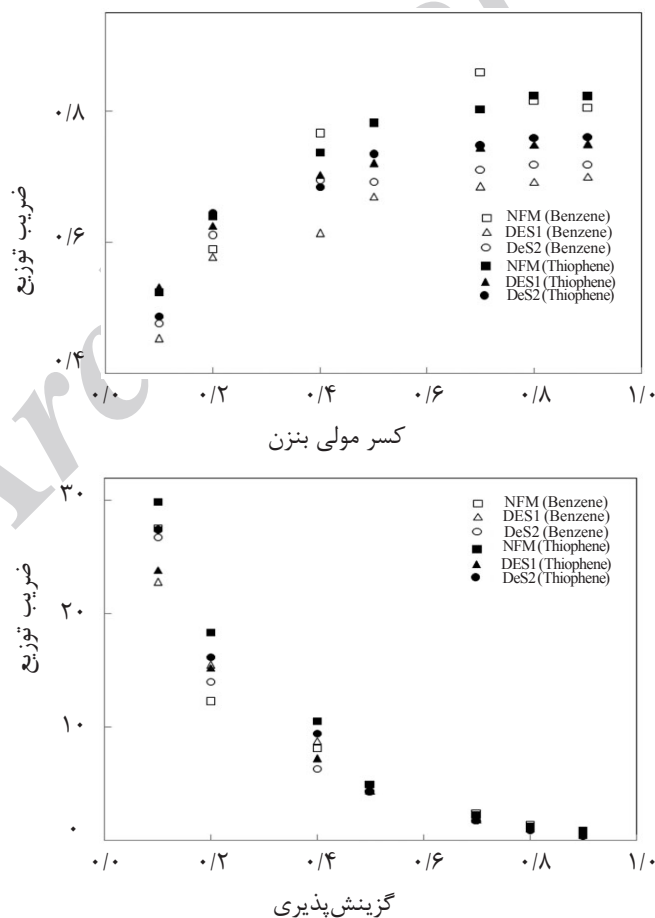 ضریب توزیع
۰/۸
۰/۶
۰/۴
NFM (Benzene)
DES1 (Benzene)
DeS2 (Benzene)
NFM (Thiophene)
DES1 (Thiophene)
DeS2 (Thiophene)
۰/۰ ۰/۲ ۰/۴ ۰/۶ ۰/۸ ۱/۰
کسر مولی بنزن
ضریب توزیع
۳۰
۲۰
۱۰
۰
NFM (Benzene)
DES1 (Benzene)
DeS2 (Benzene)
NFM (Thiophene)
DES1 (Thiophene)
DeS2 (Thiophene)
۰/۰ ۰/۲ ۰/۴ ۰/۶ ۰/۸ ۱/۰
گزینش‌پذیری